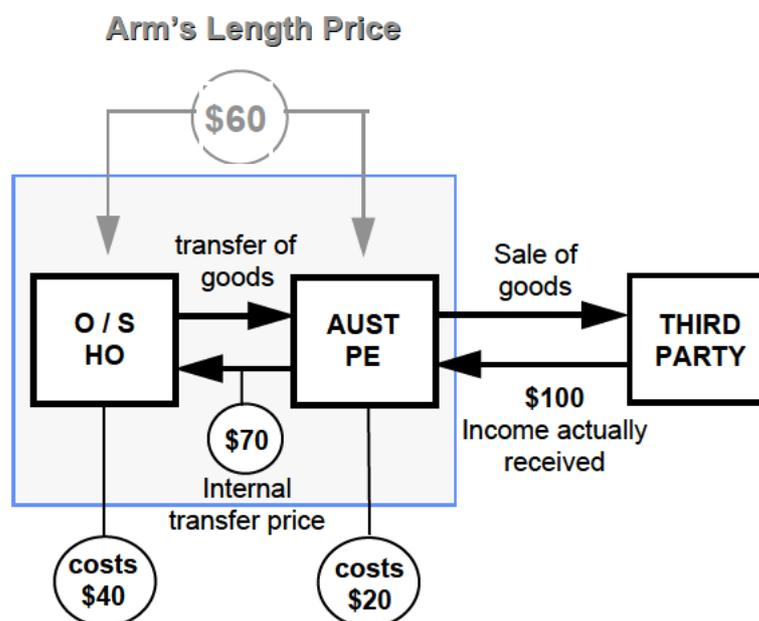 Arm's Length Price
$60
transfer of
goods
Sale of
goods
O / S
HO
AUST
PE
THIRD
PARTY
$70
Internal
transfer price
$100
Income actually
received
costs
$40
costs
$20